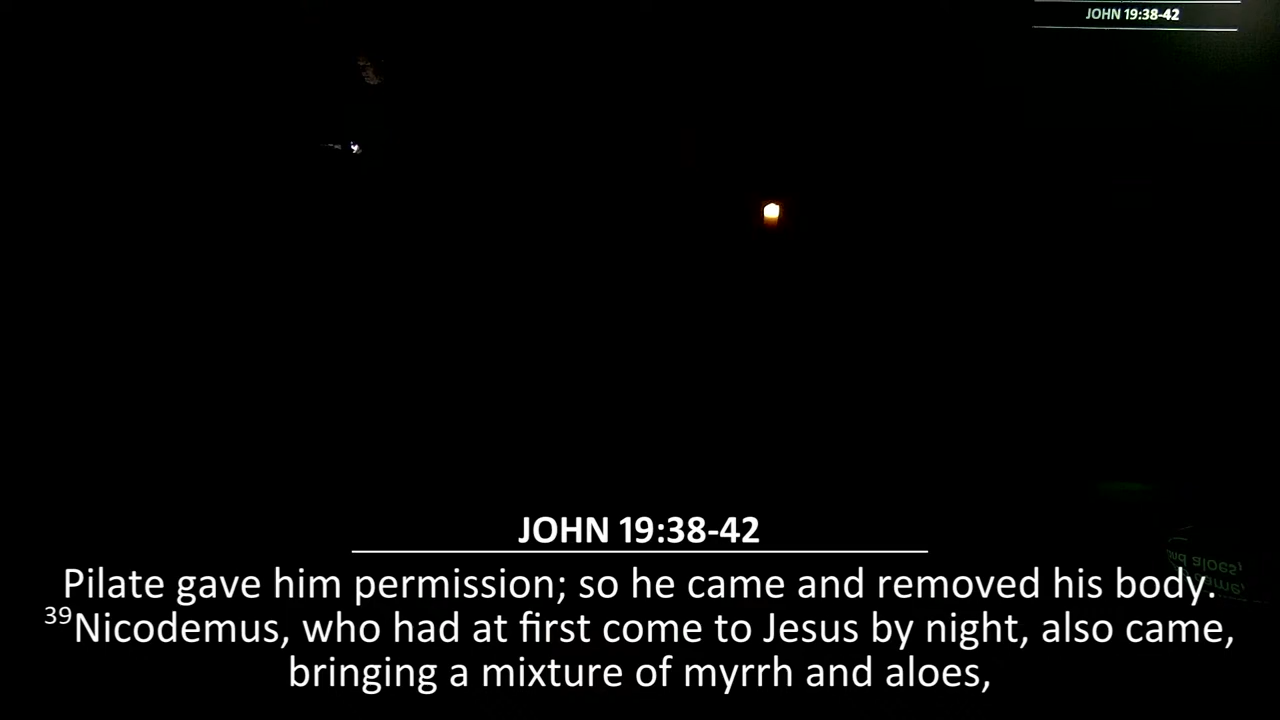 JOHN 19:38-42
JOHN 19:38-42
Pilate gave him permission; so he came and removed his body.
³⁹Nicodemus, who had at first come to Jesus by night, also came,
bringing a mixture of myrrh and aloes,
aloes,